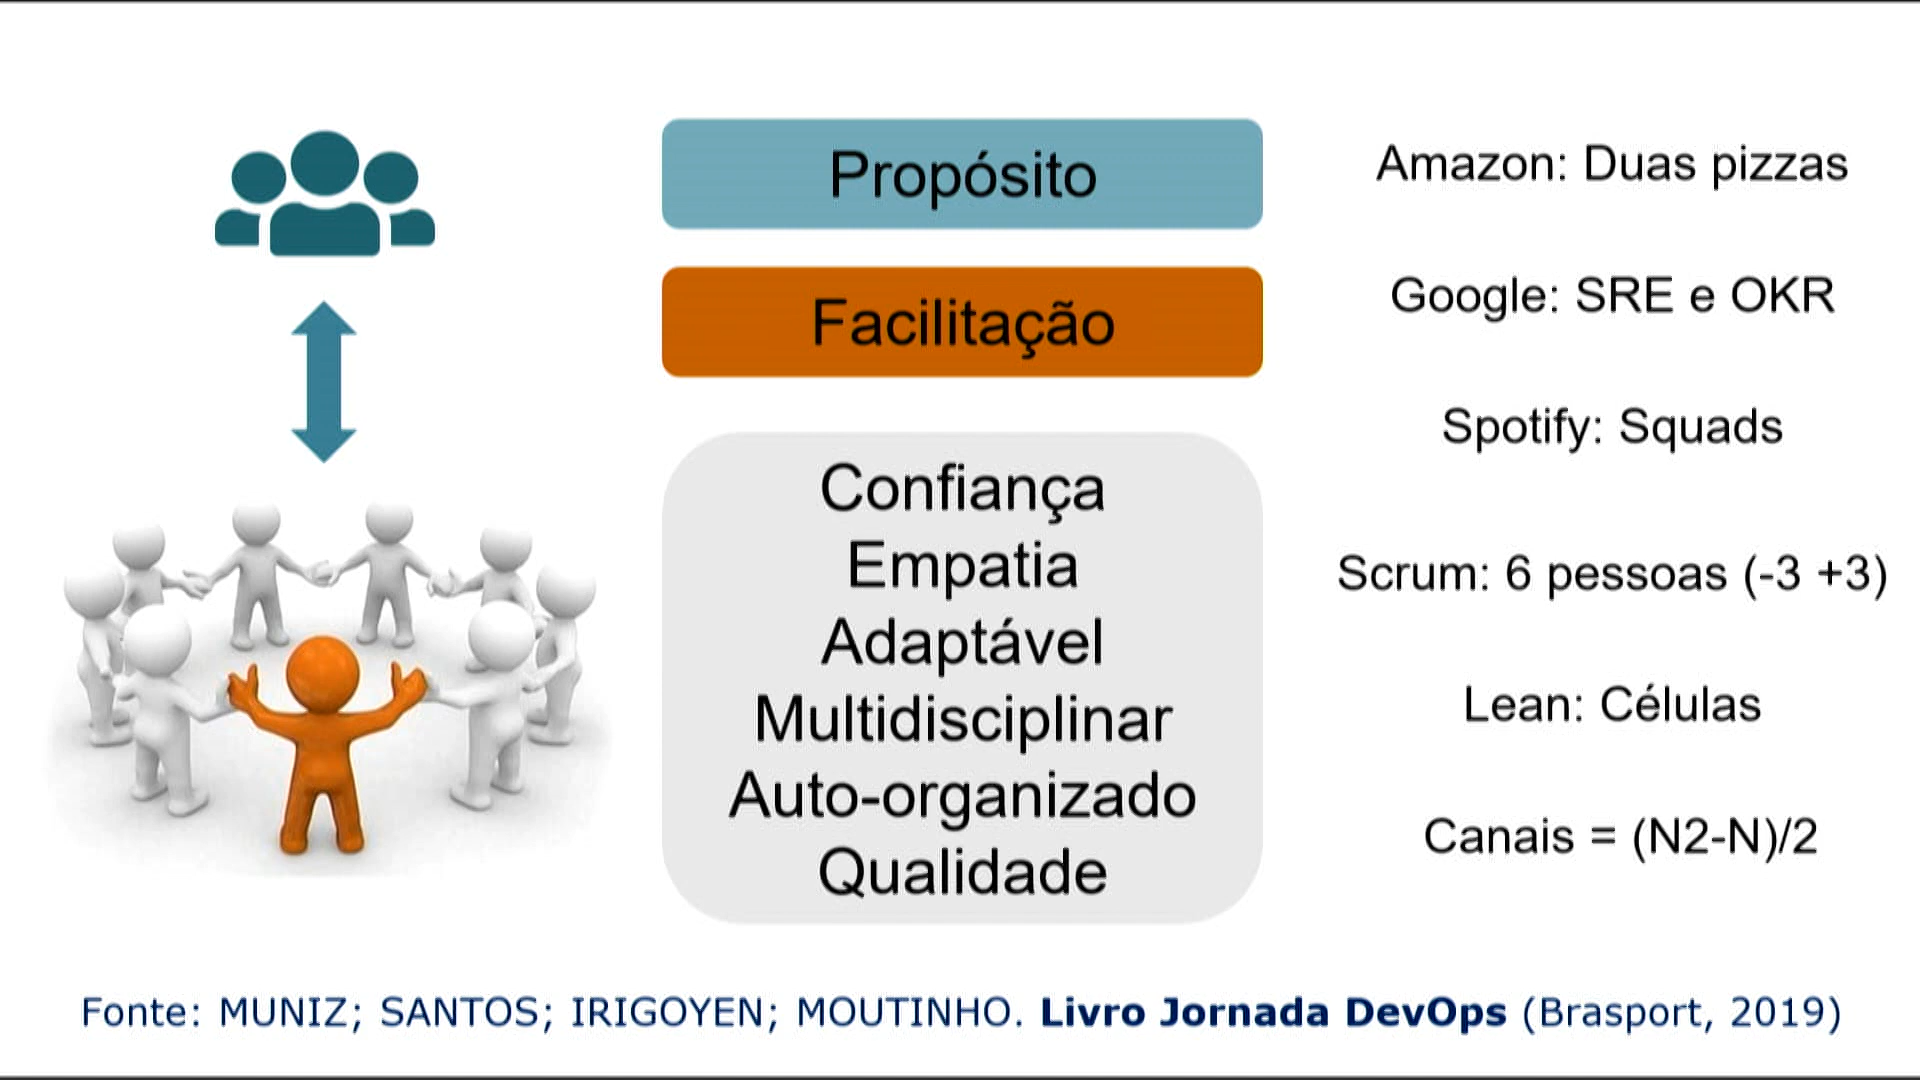 Propósito
Facilitação
Confiança
Empatia
Adaptável
Multidisciplinar
Auto-organizado
Qualidade
Amazon: Duas pizzas
Google: SRE e OKR
Spotify: Squads
Scrum: 6 pessoas (-3 +3)
Lean: Células
Canais = (N2-N)/2
Fonte: MUNIZ; SANTOS; IRIGOYEN; MOUTINHO. Livro Jornada DevOps (Brasport, 2019)